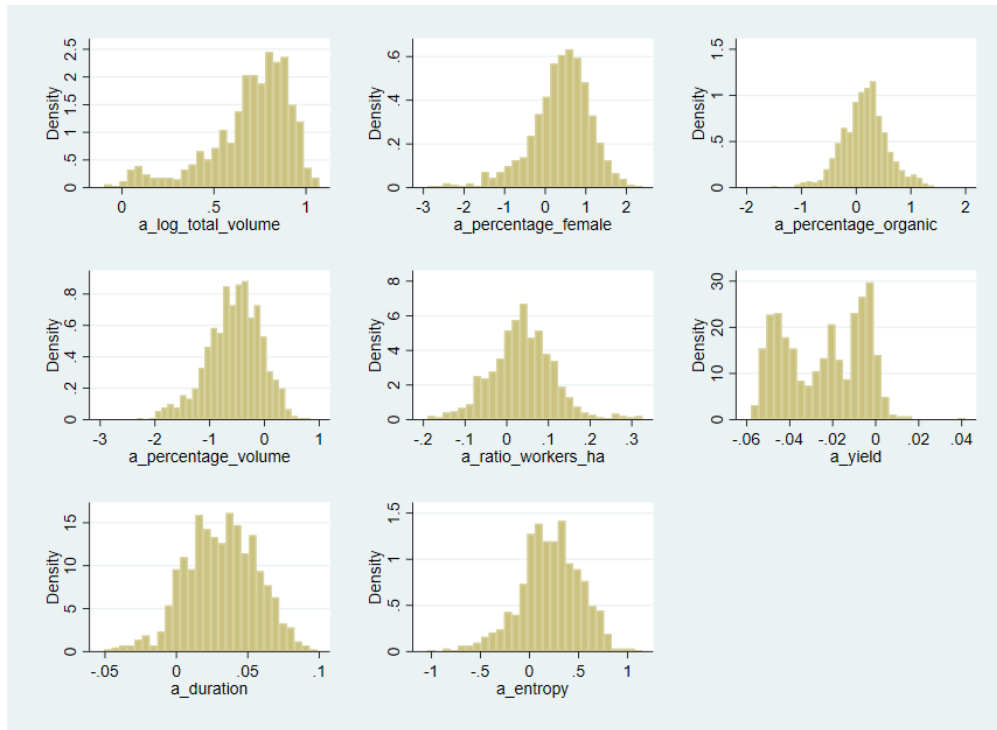 Density
0 .5 1 1.5 2 2.5
0 .5 1
a_log_total_volume
Density
0 .2 .4 .6
-3 -2 -1 0 1 2
a_percentage_female
Density
0 .5 1 1.5
-2 -1 0 1 2
a_percentage_organic
Density
0 .2 .4 .6 .8
-3 -2 -1 0 1
a_percentage_volume
Density
0 2 4 6 8
-.2 -.1 0 .1 .2 .3
a_ratio_workers_ha
Density
0 10 20 30
-.06 -.04 -.02 0 .02 .04
a_yield
Density
0 5 10 15
-.05 0 .05 .1
a_duration
Density
0 .5 1 1.5
-1 -.5 0 .5 1
a_entropy